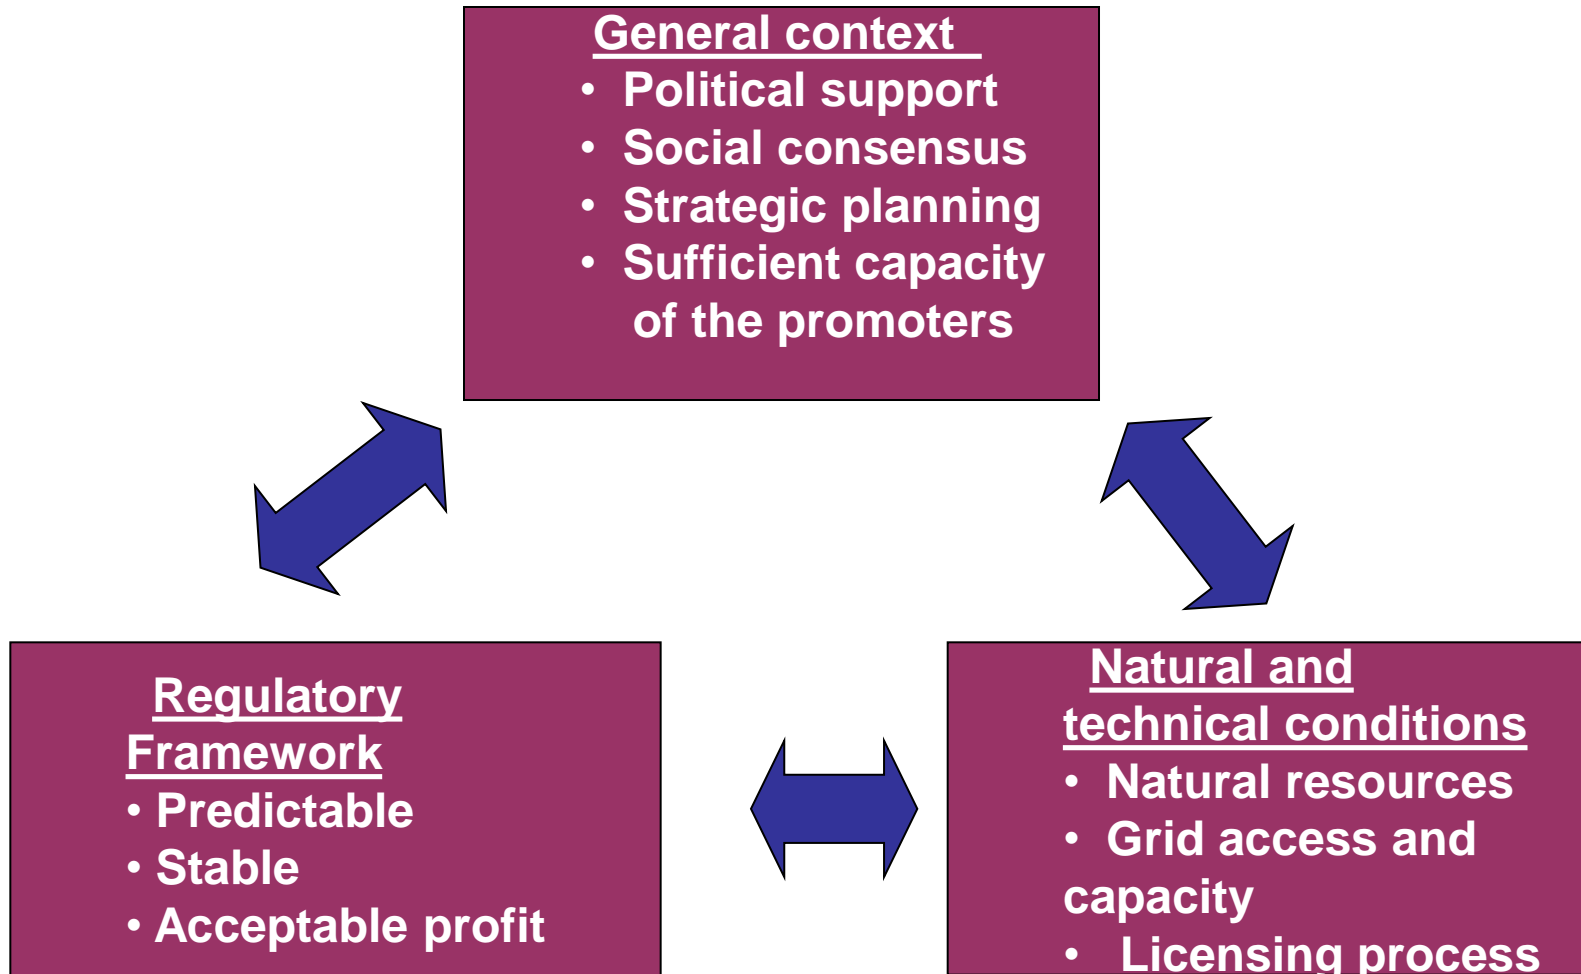 General context
• Political support
• Social consensus
• Strategic planning
• Sufficient capacity
of the promoters
Regulatory
Framework
• Predictable
• Stable
• Acceptable profit
Natural and
technical conditions
• Natural resources
• Grid access and
capacity
• Licensing process